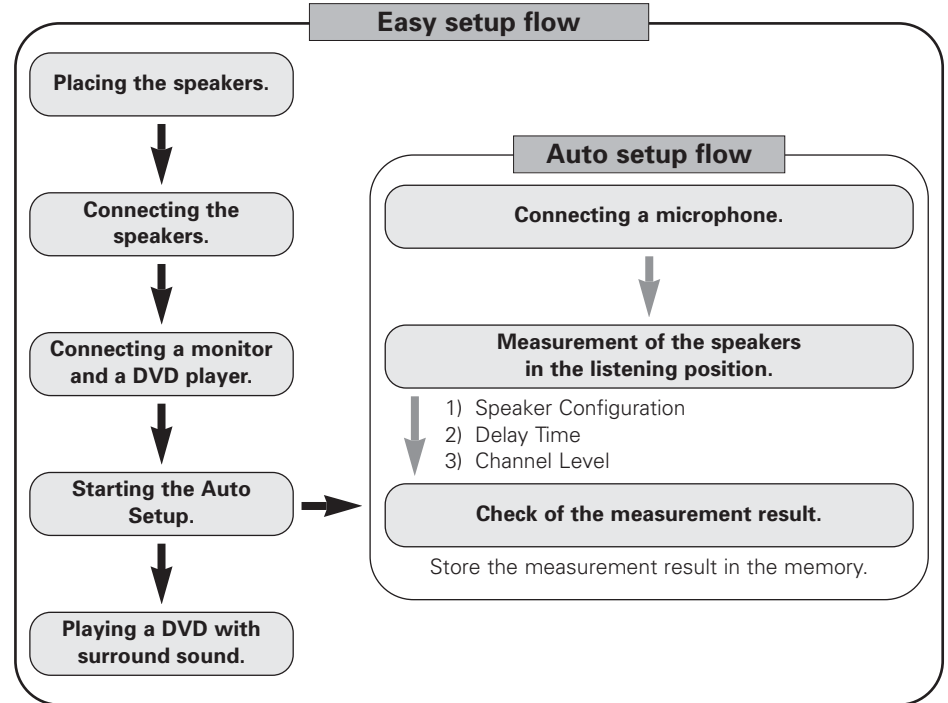 Easy setup flow
Placing the speakers.
Connecting the
speakers.
Connecting a monitor
and a DVD player.
Starting the Auto
Setup.
Playing a DVD with
surround sound.
Auto setup flow
Connecting a microphone.
Measurement of the speakers
in the listening position.
1) Speaker Configuration
2) Delay Time
3) Channel Level
Check of the measurement result.
Store the measurement result in the memory.